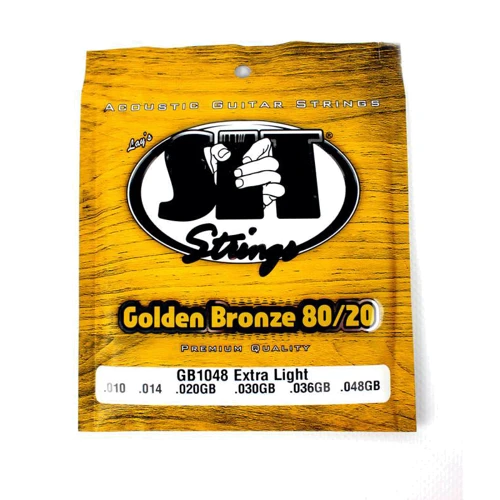 ACOUSTIC GUITAR STRINGS
Lay's
SIT®
Strings
Golden Bronze 80/20
PREMIUM QUALITY
GB1048 Extra Light
.010 .014 .020GB .030GB .036GB .048GB